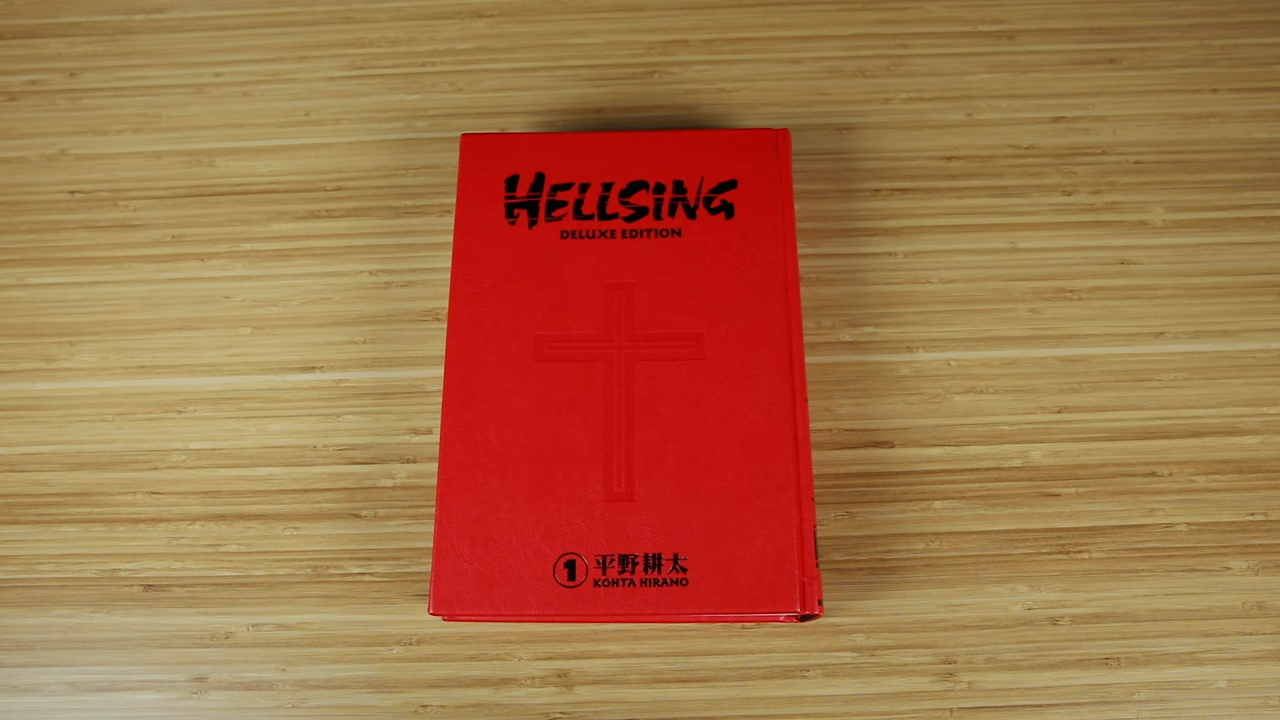 HELLSING
DELUXE EDITION
1 平野耕太
KOHTA HIRANO